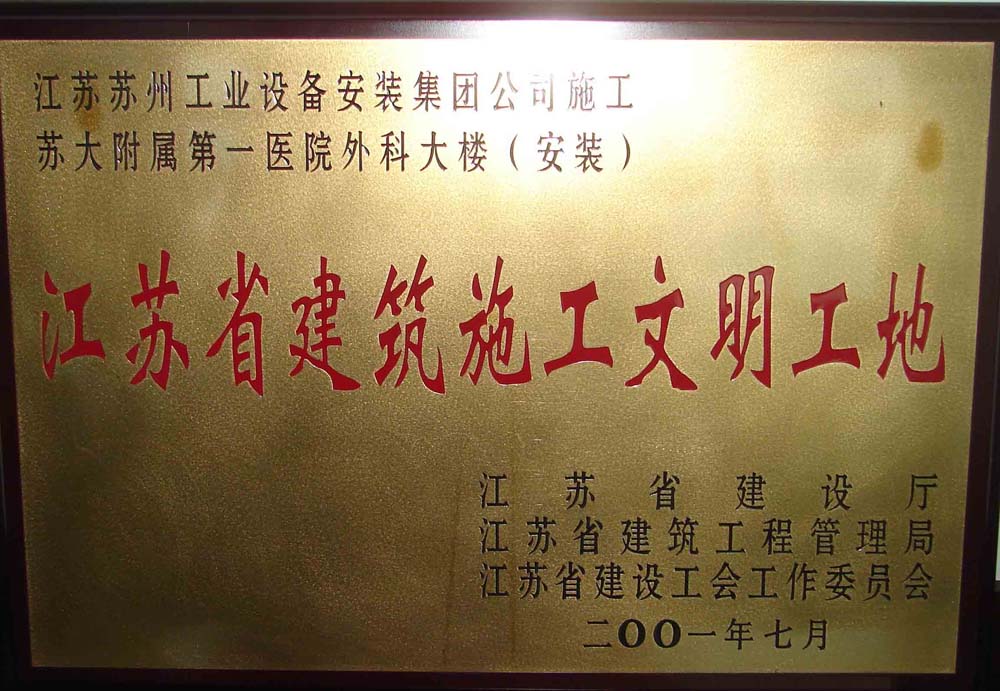 江苏苏州工业设备安装集团公司施工
苏大附属第一医院外科大楼（安装）
江苏省建筑施工文明工地
江苏省建设厅
江苏省建筑工程管理局
江苏省建设工会工作委员会
二OO一年七月